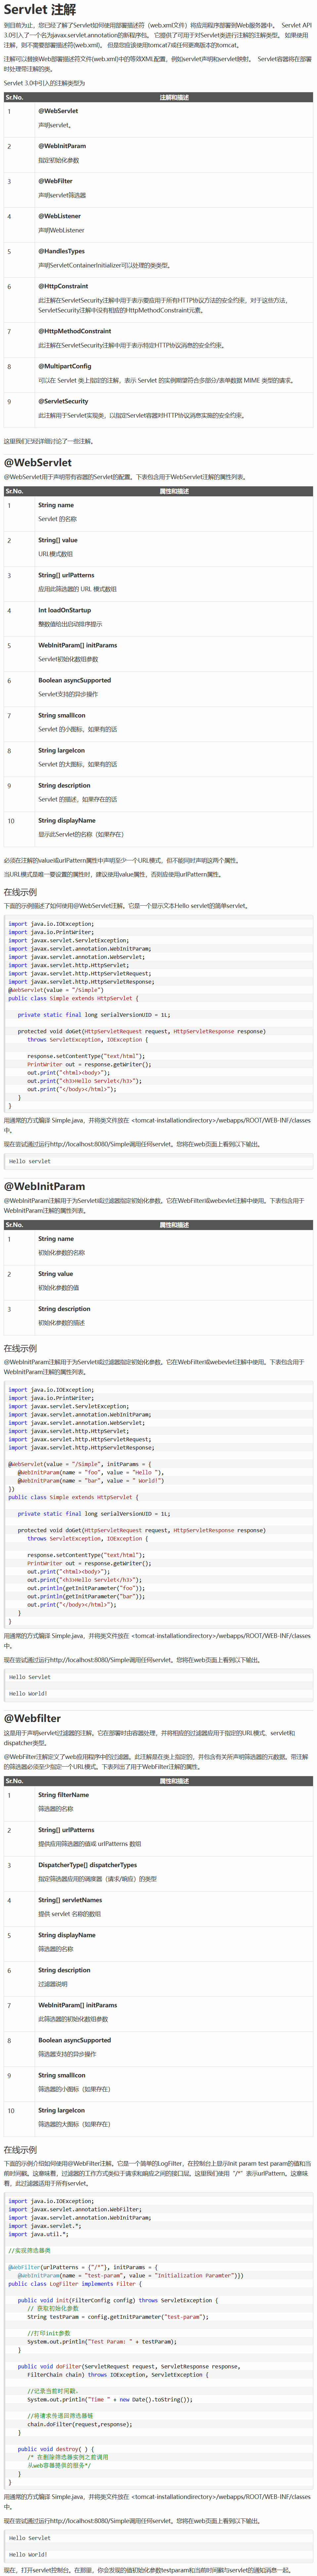 Servlet 注解
到目前为止，您已经了解了Servlet如何使用部署描述符（web.xml文件）将应用程序部署到Web服务器中。 Servlet API
3.0引入了一个名为javax.servlet.annotation的新程序包。 它提供了可用于对Servlet类进行注解的注解类型。 如果使用
注解，则不需要部署描述符(web.xml)。 但是您应该使用tomcat7或任何更高版本的tomcat。
注解可以替换Web部署描述符文件(web.xml)中的等效XML配置，例如servlet声明和servlet映射。 Servlet容器将在部署
时处理带注解的类。
Servlet 3.0中引入的注解类型为
Sr.No. 注解和描述
1 @WebServlet
声明servlet。
2 @WebInitParam
指定初始化参数
3 @WebFilter
声明servlet筛选器
4 @WebListener
声明WebListener
5 @HandlesTypes
声明ServletContainerInitializer可以处理的类类型。
6 @HttpConstraint
此注解在ServletSecurity注解中用于表示要应用于所有HTTP协议方法的安全约束，对于这些方法，
ServletSecurity注解中没有相应的HttpMethodConstraint元素。
7 @HttpMethodConstraint
此注解在ServletSecurity注解中用于表示特定HTTP协议消息的安全约束。
8 @MultipartConfig
可以在 Servlet 类上指定的注解，表示 Servlet 的实例期望符合多部分/表单数据 MIME 类型的请求。
9 @ServletSecurity
此注解用于Servlet实现类，以指定Servlet容器对HTTP协议消息实施的安全约束。
这里我们已经详细讨论了一些注解。
@WebServlet
@WebServlet用于声明带有容器的Servlet的配置。下表包含用于WebServlet注解的属性列表。
Sr.No. 属性和描述
1 String name
Servlet 的名称
2 String[] value
URL模式数组
3 String[] urlPatterns
应用此筛选器的 URL 模式数组
4 Int loadOnStartup
整数值给出启动排序提示
5 WebInitParam[] initParams
Servlet初始化数组参数
6 Boolean asyncSupported
Servlet支持的异步操作
7 String smallIcon
Servlet 的小图标，如果有的话
8 String largeIcon
Servlet 的大图标，如果有的话
9 String description
Servlet 的描述，如果存在的话
10 String displayName
显示此Servlet的名称（如果存在）
必须在注解的value或urlPattern属性中声明至少一个URL模式，但不能同时声明这两个属性。
当URL模式是唯一要设置的属性时，建议使用value属性，否则应使用urlPattern属性。
在线示例
下面的示例描述了如何使用@WebServlet注解。它是一个显示文本Hello servlet的简单servlet。
import java.io.IOException;
import java.io.PrintWriter;
import javax.servlet.ServletException;
import javax.servlet.annotation.WebInitParam;
import javax.servlet.annotation.WebServlet;
import javax.servlet.http.HttpServlet;
import javax.servlet.http.HttpServletRequest;
import javax.servlet.http.HttpServletResponse;
@WebServlet(value = "/Simple")
public class Simple extends HttpServlet {
private static final long serialVersionUID = 1L;
protected void doGet(HttpServletRequest request, HttpServletResponse response)
throws ServletException, IOException {
response.setContentType("text/html");
PrintWriter out = response.getWriter();
out.print("<html><body>");
out.print("<h3>Hello Servlet</h3>");
out.print("</body></html>");
}
}
用通常的方式编译 Simple.java，并将类文件放在 <tomcat-installationdirectory>/webapps/ROOT/WEB-INF/classes
中。
现在尝试通过运行http://localhost:8080/Simple调用任何servlet。您将在web页面上看到以下输出。
Hello servlet
@WebInitParam
@WebInitParam注解用于为Servlet或过滤器指定初始化参数。它在WebFilter或webevlet注解中使用。下表包含用于
WebInitParam注解的属性列表。
Sr.No. 属性和描述
1 String name
初始化参数的名称
2 String value
初始化参数的值
3 String description
初始化参数的描述
在线示例
@WebInitParam注解用于为Servlet或过滤器指定初始化参数。它在WebFilter或webevlet注解中使用。下表包含用于
WebInitParam注解的属性列表。
import java.io.IOException;
import java.io.PrintWriter;
import javax.servlet.ServletException;
import javax.servlet.annotation.WebInitParam;
import javax.servlet.annotation.WebServlet;
import javax.servlet.http.HttpServlet;
import javax.servlet.http.HttpServletRequest;
import javax.servlet.http.HttpServletResponse;
@WebServlet(value = "/Simple", initParams = {
@WebInitParam(name = "foo", value = "Hello "),
@WebInitParam(name = "bar", value = " World!")
})
public class Simple extends HttpServlet {
private static final long serialVersionUID = 1L;
protected void doGet(HttpServletRequest request, HttpServletResponse response)
throws ServletException, IOException {
response.setContentType("text/html");
PrintWriter out = response.getWriter();
out.print("<html><body>");
out.print("<h3>Hello Servlet</h3>");
out.println(getInitParameter("foo"));
out.println(getInitParameter("bar"));
out.print("</body></html>");
}
}
用通常的方式编译 Simple.java，并将类文件放在 <tomcat-installationdirectory>/webapps/ROOT/WEB-INF/classes
中。
现在尝试通过运行http://localhost:8080/Simple调用任何servlet。您将在web页面上看到以下输出。
Hello Servlet
Hello World!
@Webfilter
这是用于声明servlet过滤器的注解。它在部署时由容器处理，并将相应的过滤器应用于指定的URL模式、servlet和
dispatcher类型。
@WebFilter注解定义了web应用程序中的过滤器。此注解是在类上指定的，并包含有关所声明筛选器的元数据。带注解
的筛选器必须至少指定一个URL模式。下表列出了用于WebFilter注解的属性。
Sr.No. 属性和描述
1 String filterName
筛选器的名称
2 String[] urlPatterns
提供应用筛选器的值或 urlPatterns 数组
3 DispatcherType[] dispatcherTypes
指定筛选器应用的调度器（请求/响应）的类型
4 String[] servletNames
提供 servlet 名称的数组
5 String displayName
筛选器的名称
6 String description
过滤器说明
7 WebInitParam[] initParams
此筛选器的初始化数组参数
8 Boolean asyncSupported
筛选器支持的异步操作
9 String smallIcon
筛选器的小图标（如果存在）
10 String largeIcon
筛选器的大图标（如果存在）
在线示例
下面的示例介绍如何使用@WebFilter注解。它是一个简单的LogFilter，在控制台上显示Init param test param的值和当
前时间戳。这意味着，过滤器的工作方式类似于请求和响应之间的接口层。这里我们使用“/*”表示urlPattern。这意味
着，此过滤器适用于所有servlet。
import java.io.IOException;
import javax.servlet.annotation.WebFilter;
import javax.servlet.annotation.WebInitParam;
import javax.servlet.*;
import java.util.*;
//实现筛选器类
@WebFilter(urlPatterns = {"/*"}, initParams = {
@WebInitParam(name = "test-param", value = "Initialization Paramter")})
public class LogFilter implements Filter {
public void init(FilterConfig config) throws ServletException {
// 获取初始化参数
String testParam = config.getInitParameter("test-param");
//打印init参数
System.out.println("Test Param: " + testParam);
}
public void doFilter(ServletRequest request, ServletResponse response,
FilterChain chain) throws IOException, ServletException {
//记录当前时间戳。
System.out.println("Time " + new Date().toString());
//将请求传递回筛选器链
chain.doFilter(request,response);
}
public void destroy( ) {
/* 在删除筛选器实例之前调用
从web容器提供的服务*/
}
}
用通常的方式编译 Simple.java，并将类文件放在 <tomcat-installationdirectory>/webapps/ROOT/WEB-INF/classes
中。
现在尝试通过运行http://localhost:8080/Simple调用任何servlet。您将在web页面上看到以下输出。
Hello Servlet
Hello World!
现在，打开servlet控制台。在那里，你会发现的值初始化参数testparam和当前时间戳与servlet的通知消息一起。